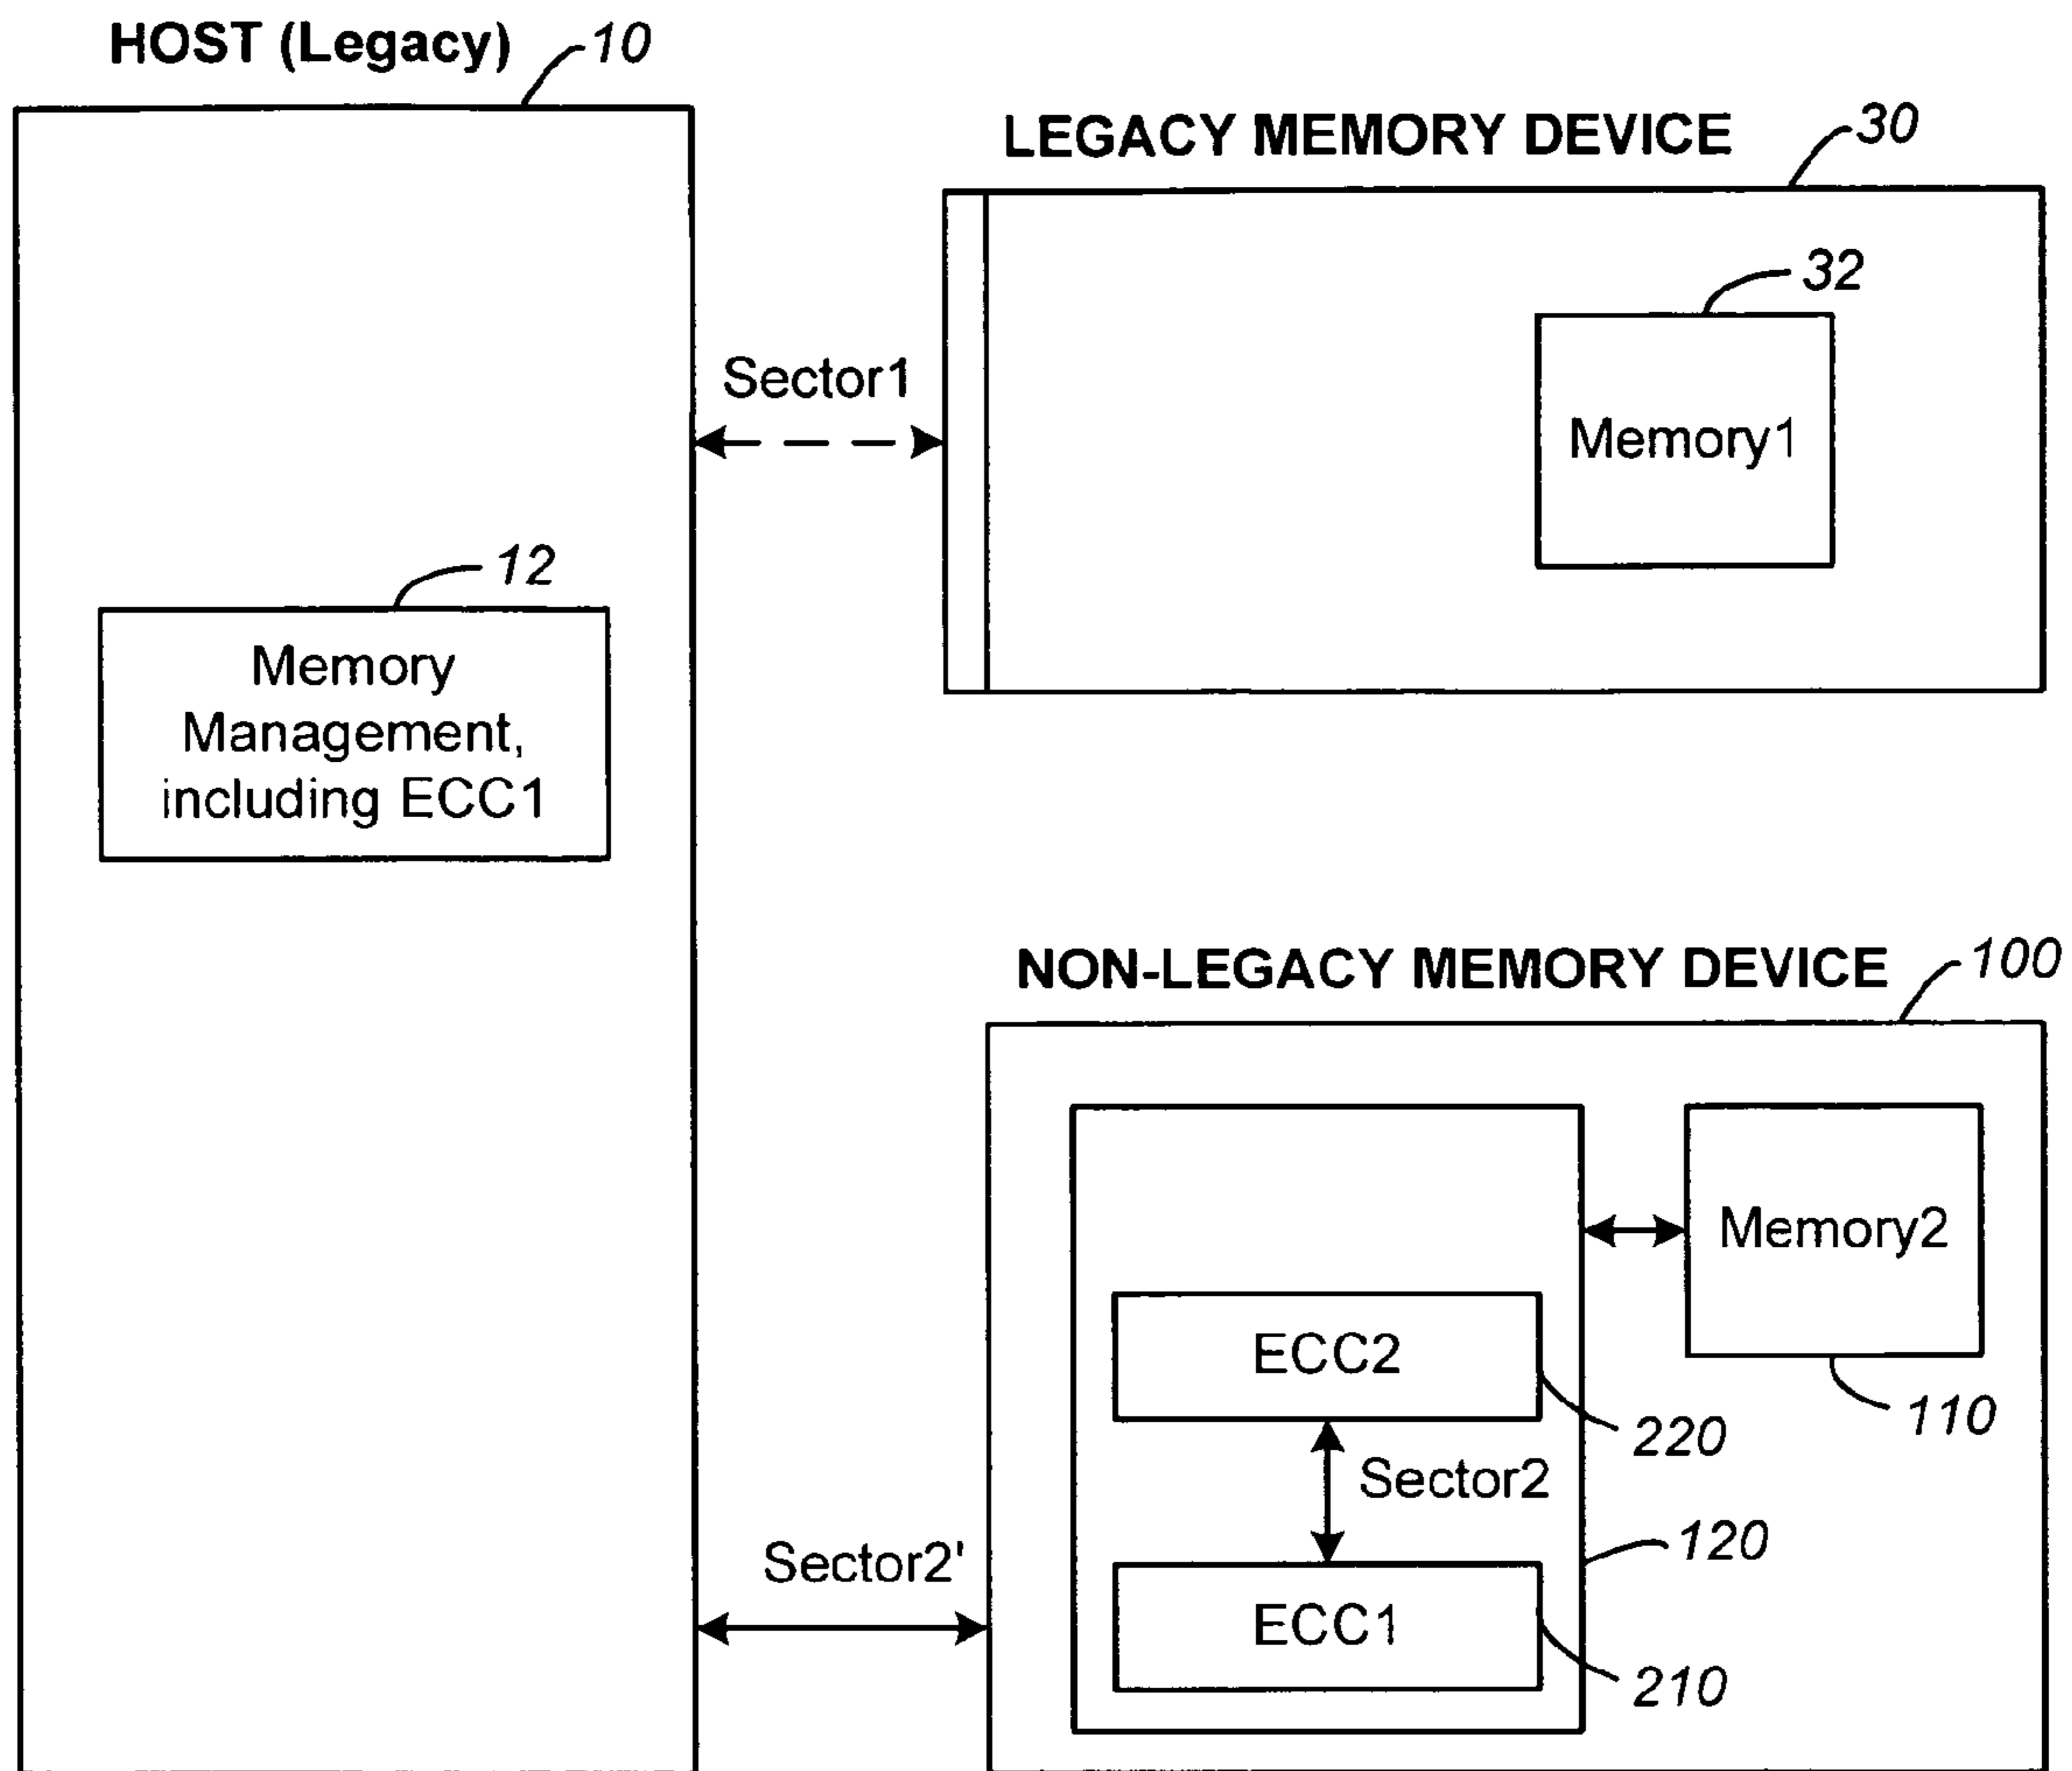 HOST (Legacy)
10
LEGACY MEMORY DEVICE
30
32
Sector1
Memory1
12
Memory
Management,
including ECC1
NON-LEGACY MEMORY DEVICE
100
Memory2
ECC2
110
220
Sector2
120
Sector2'
ECC1
210